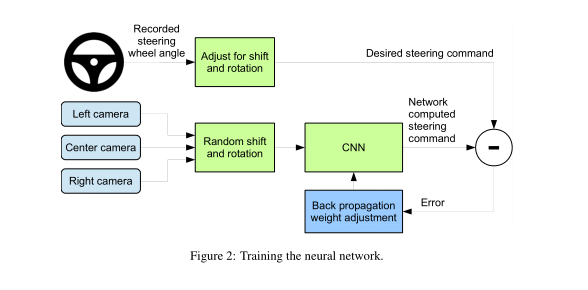 Recorded
steering
wheel angle
Adjust for shift
and rotation
Desired steering command
Left camera
Center camera
Right camera
Random shift
and rotation
CNN
Network
computed
steering
command
-
Back propagation
weight adjustment
Error
Figure 2: Training the neural network.